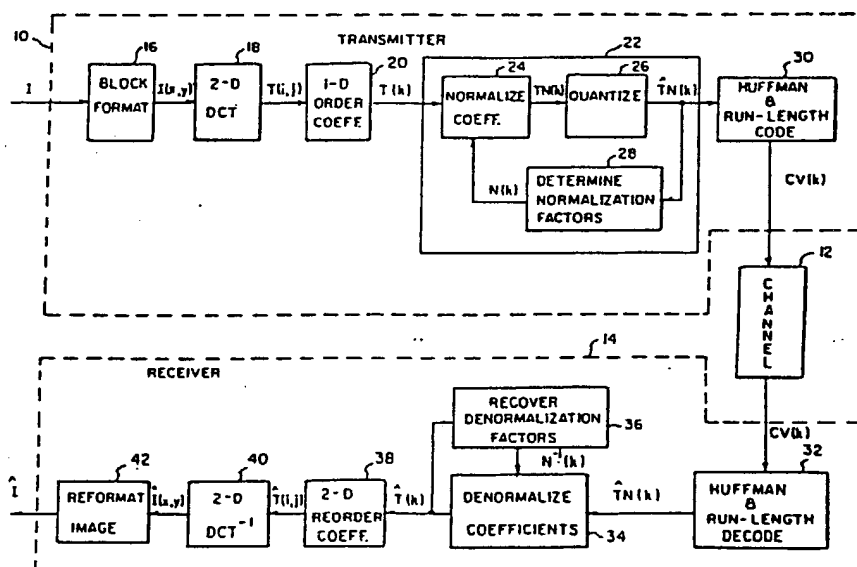 10
TRANSMITTER
22
I
16
BLOCK
FORMAT
I(x,y)
18
2-D
DCT
T(i,j)
20
1-D
ORDER
COEFF.
T(k)
24
NORMALIZE
COEFF.
TN(k)
26
QUANTIZE
T̂N(k)
28
DETERMINE
NORMALIZATION
FACTORS
N(k)
30
HUFFMAN
&
RUN-LENGTH
CODE
CV(k)
12
CHANNEL
14
RECEIVER
CV(k)
32
HUFFMAN
&
RUN-LENGTH
DECODE
T̂N(k)
RECOVER
DENORMALIZATION
FACTORS
36
N⁻¹(k)
DENORMALIZE
COEFFICIENTS
34
T̂(k)
38
2-D
REORDER
COEFF.
T̂(i,j)
40
2-D
DCT⁻¹
Î(x,y)
42
REFORMAT
IMAGE
Î